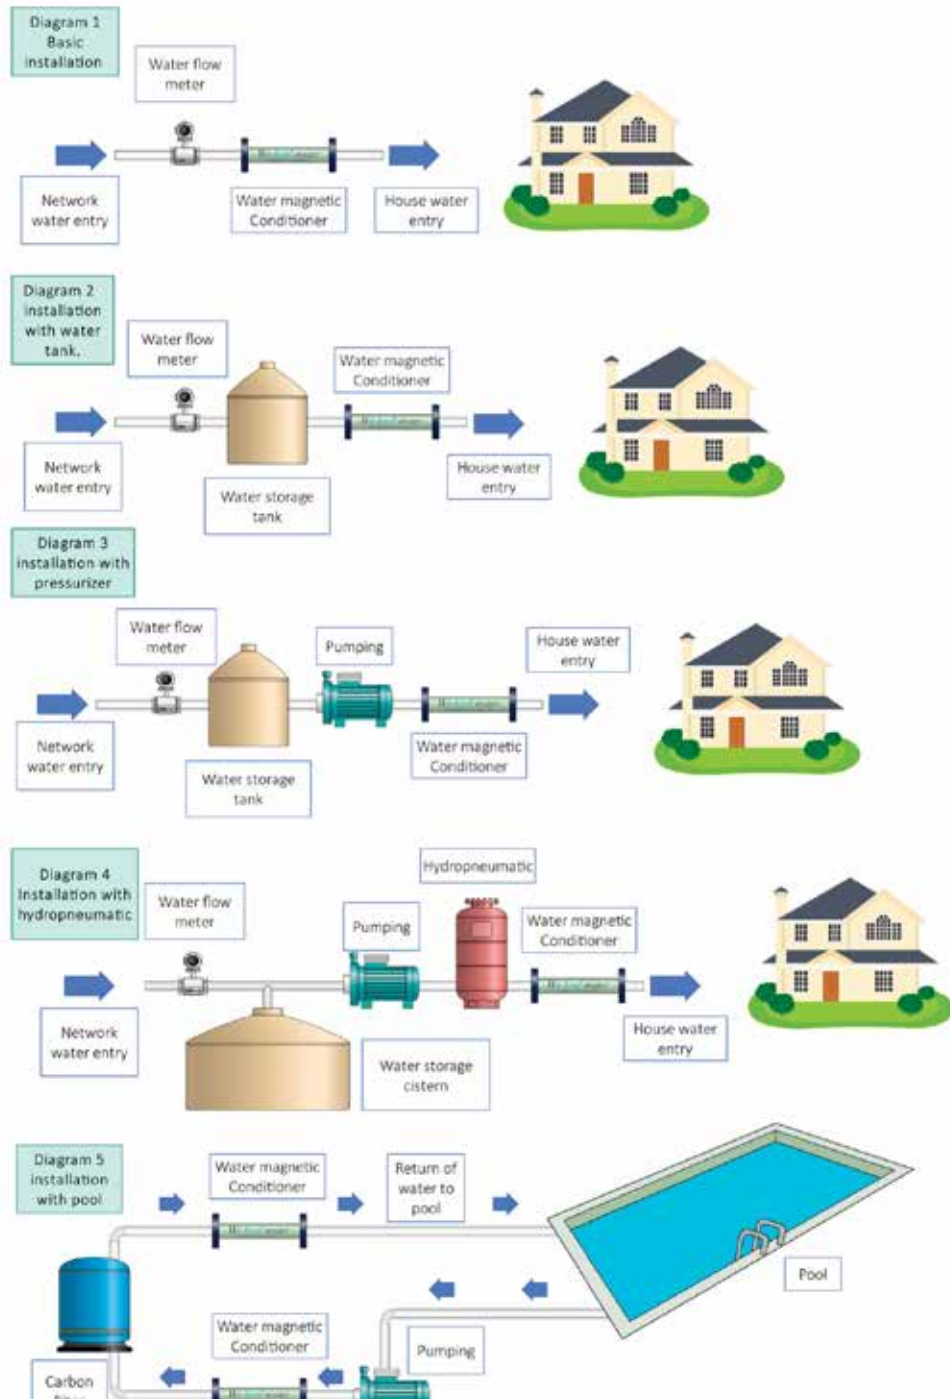 Diagram 1
Basic
installation
Water flow
meter
Network
water entry
Water magnetic
Conditioner
House water
entry
Diagram 2
installation
with water
tank.
Water flow
meter
Water magnetic
Conditioner
Network
water entry
Water storage
tank
House water
entry
Diagram 3
installation with
pressurizer
Water flow
meter
Pumping
House water
entry
Network
water entry
Water storage
tank
Water magnetic
Conditioner
Diagram 4
Installation with
hydropneumatic
Water flow
meter
Pumping
Hydropneumatic
Water magnetic
Conditioner
Network
water entry
Water storage
cistern
House water
entry
Diagram 5
installation
with pool
Water magnetic
Conditioner
Return of
water to
pool
Pool
Water magnetic
Conditioner
Pumping
Carbon